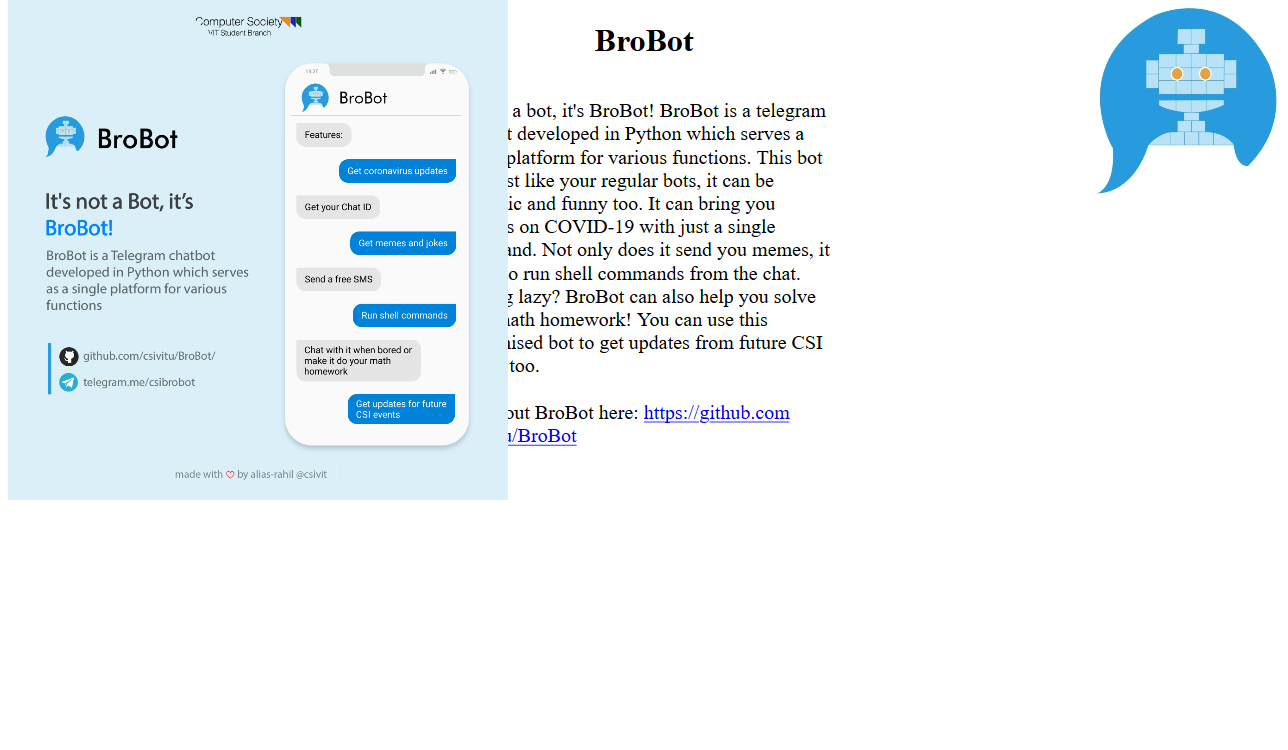 Computer Society
VIT Student Branch
BroBot
It's not a Bot, it's
BroBot!
BroBot is a Telegram chatbot
developed in Python which serves
as a single platform for various
functions
github.com/csivitu/BroBot/
telegram.me/csibrobot
BroBot
Features:
Get coronavirus updates
Get your Chat ID
Get memes and jokes
Send a free SMS
Run shell commands
Chat with it when bored or
make it do your math
homework
Get updates for future
CSI events
made with by alias-rahil @csivit
BroBot
a bot, it's BroBot! BroBot is a telegram
developed in Python which serves a
platform for various functions. This bot
like your regular bots, it can be
and funny too. It can bring you
on COVID-19 with just a single
Not only does it send you memes, it
run shell commands from the chat.
lazy? BroBot can also help you solve
homework! You can use this
bot to get updates from future CSI
too.
BroBot here: https://github.com
/BroBot